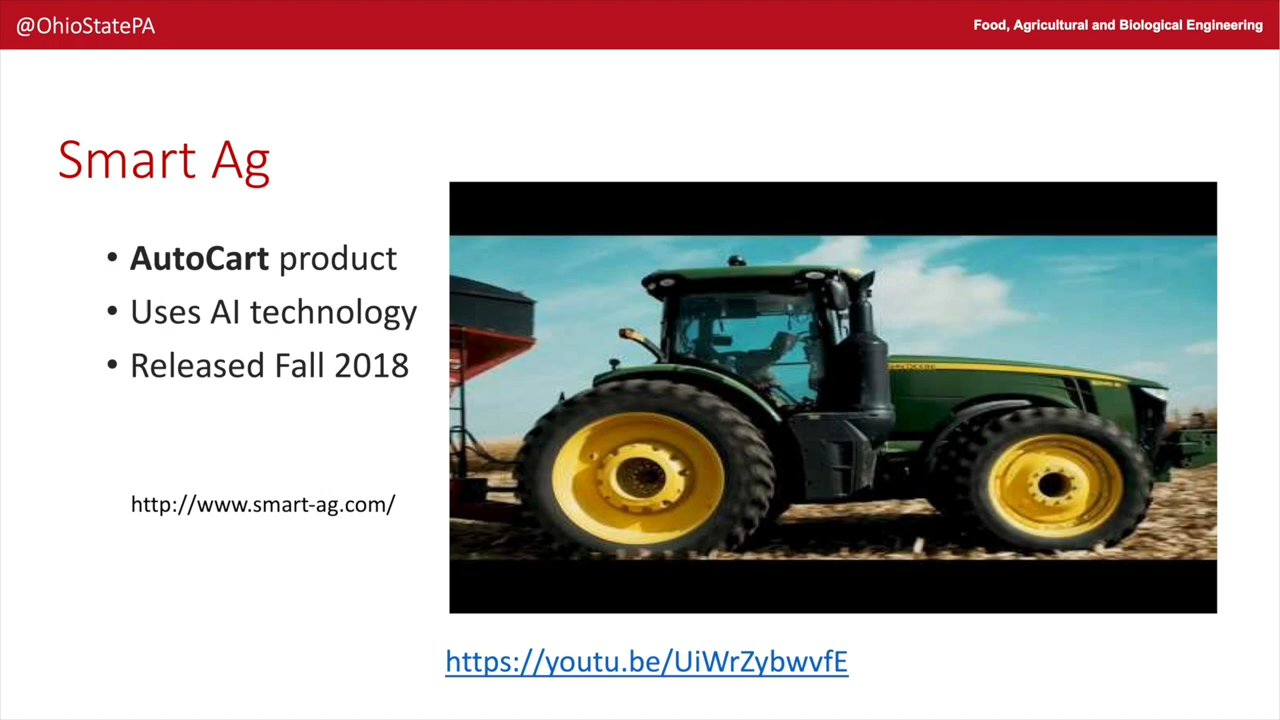 @OhioStatePA
Food, Agricultural and Biological Engineering
Smart Ag
• AutoCart product
• Uses AI technology
• Released Fall 2018
http://www.smart-ag.com/
https://youtu.be/UiWrZybwvfE